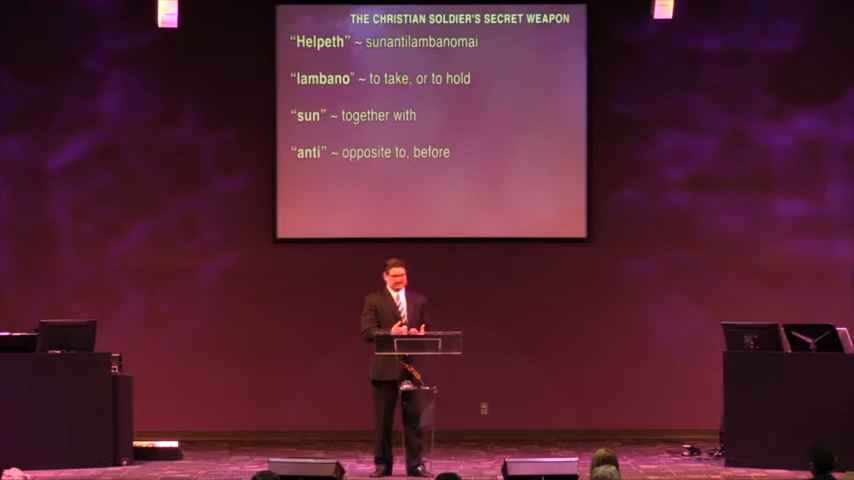 THE CHRISTIAN SOLDIER'S SECRET WEAPON
"Helpeth" ~ sunantilambanomai
"lambano" ~ to take, or to hold
"sun" ~ together with
"anti" ~ opposite to, before